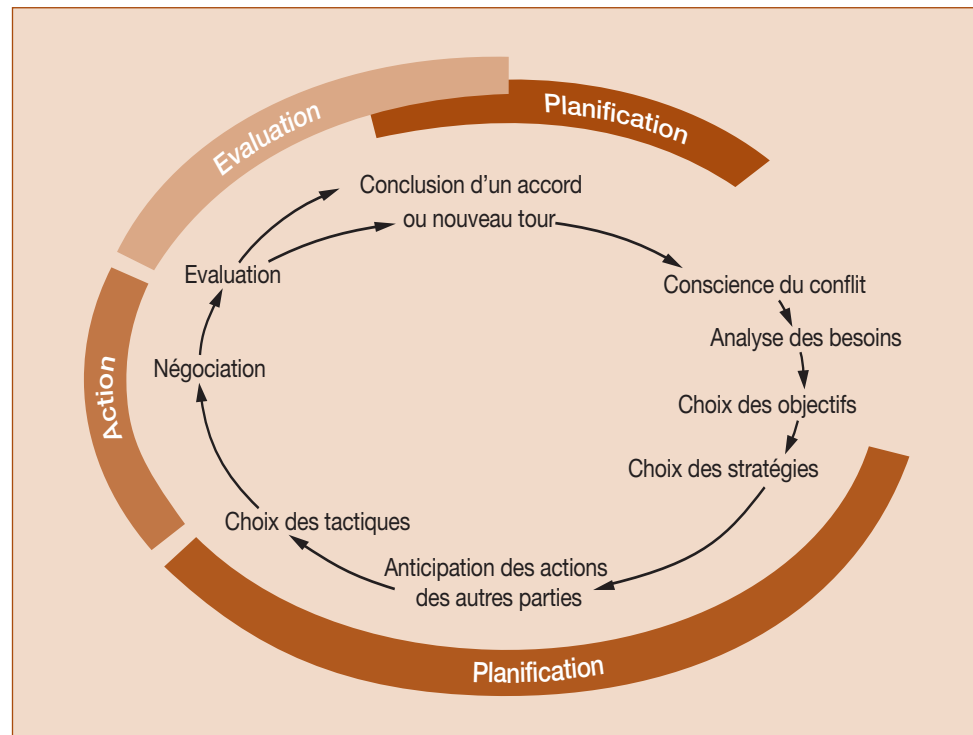 Evaluation
Planification
Conclusion d'un accord
ou nouveau tour
Evaluation
Conscience du conflit
Analyse des besoins
Négociation
Action
Choix des objectifs
Choix des stratégies
Choix des tactiques
Anticipation des actions
des autres parties
Planification